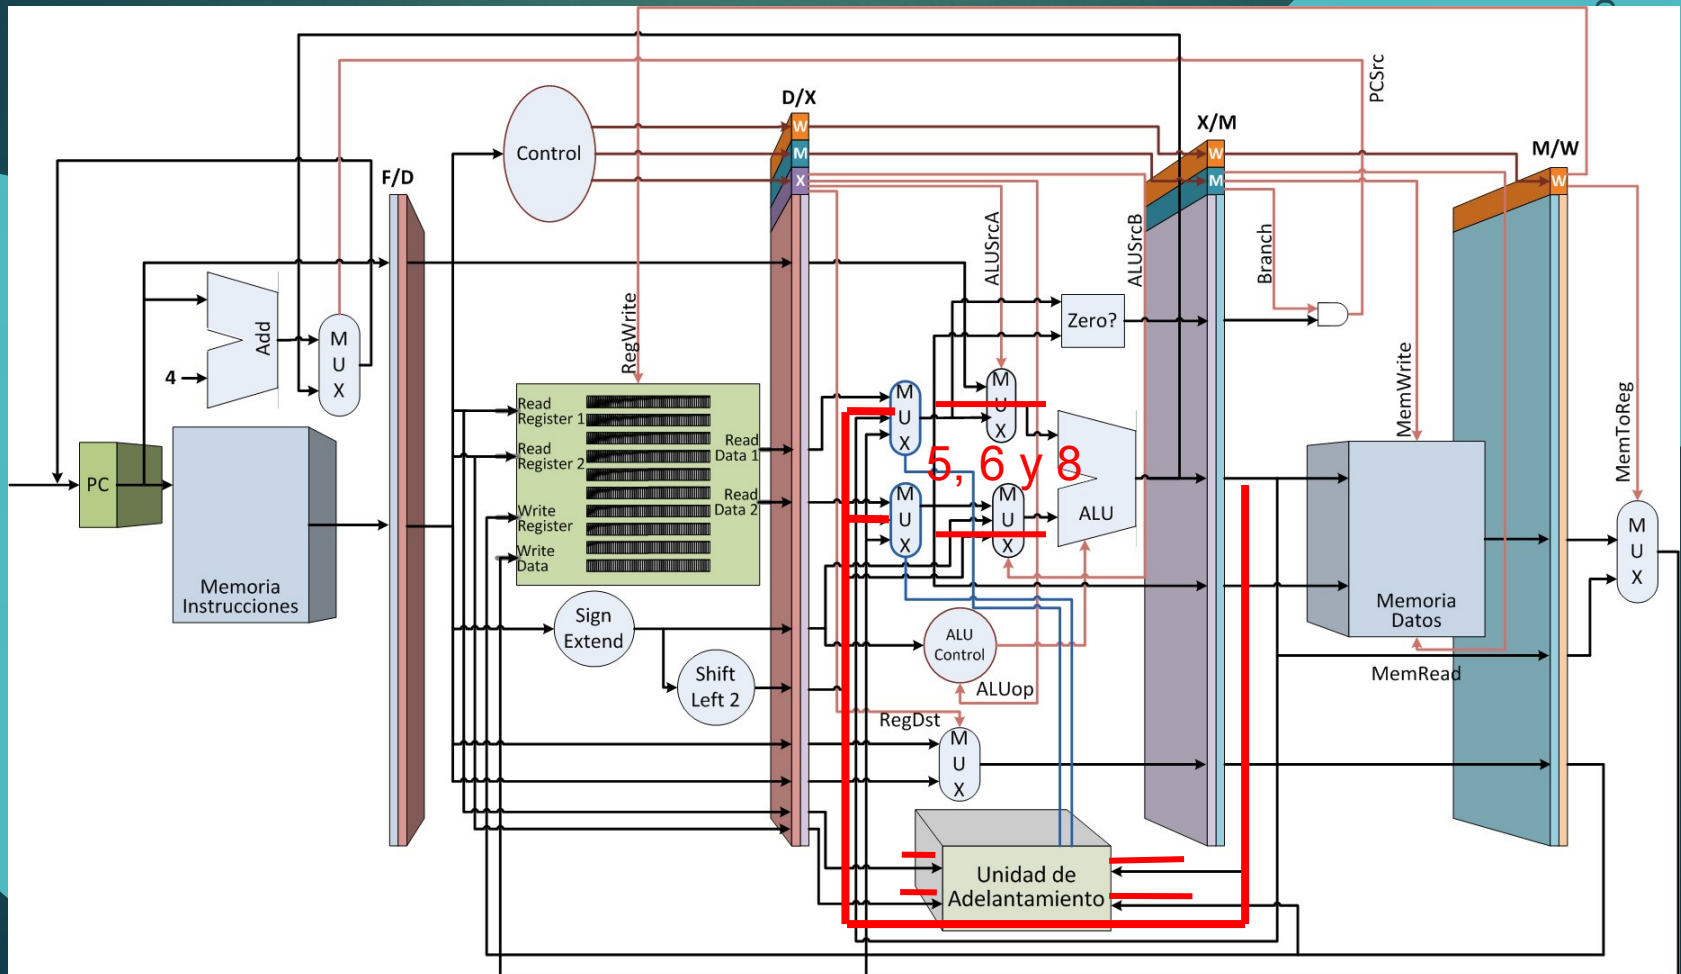 PCSrc
D/X
W
M
X
Control
X/M
W
M
M/W
W
F/D
ALUSrcA
ALUSrcB
Branch
RegWrite
Add
4
M
U
X
Zero?
MemWrite
MemToReg
PC
Memoria
Instrucciones
Read
Register 1
Read
Register 2
Write
Register
Write
Data
Read
Data 1
Read
Data 2
M
U
X
M
U
X
5, 6 y 8
M
U
X
M
U
X
ALU
Memoria
Datos
M
U
X
Sign
Extend
Shift
Left 2
ALU
Control
ALUop
MemRead
RegDst
M
U
X
Unidad de
Adelantamiento